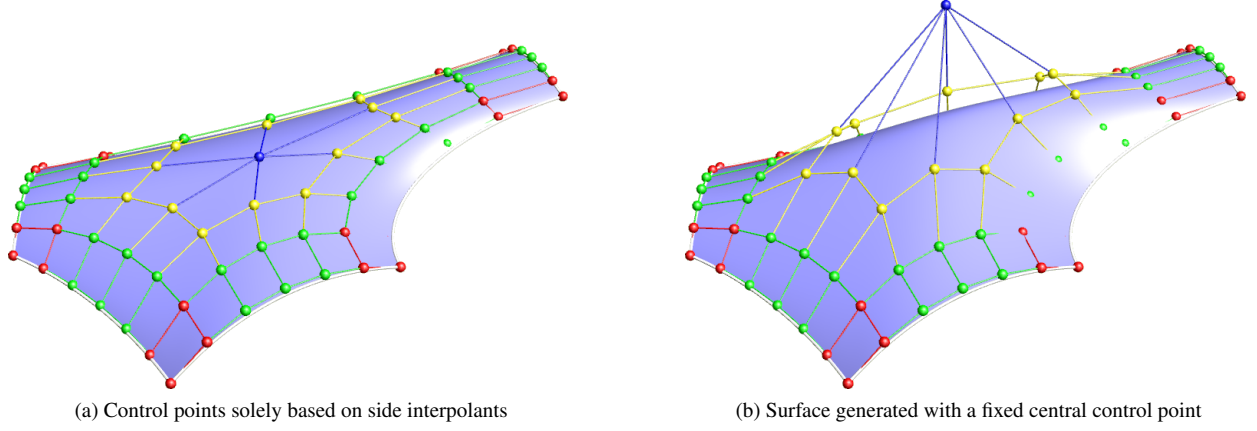 (a) Control points solely based on side interpolants
(b) Surface generated with a fixed central control point